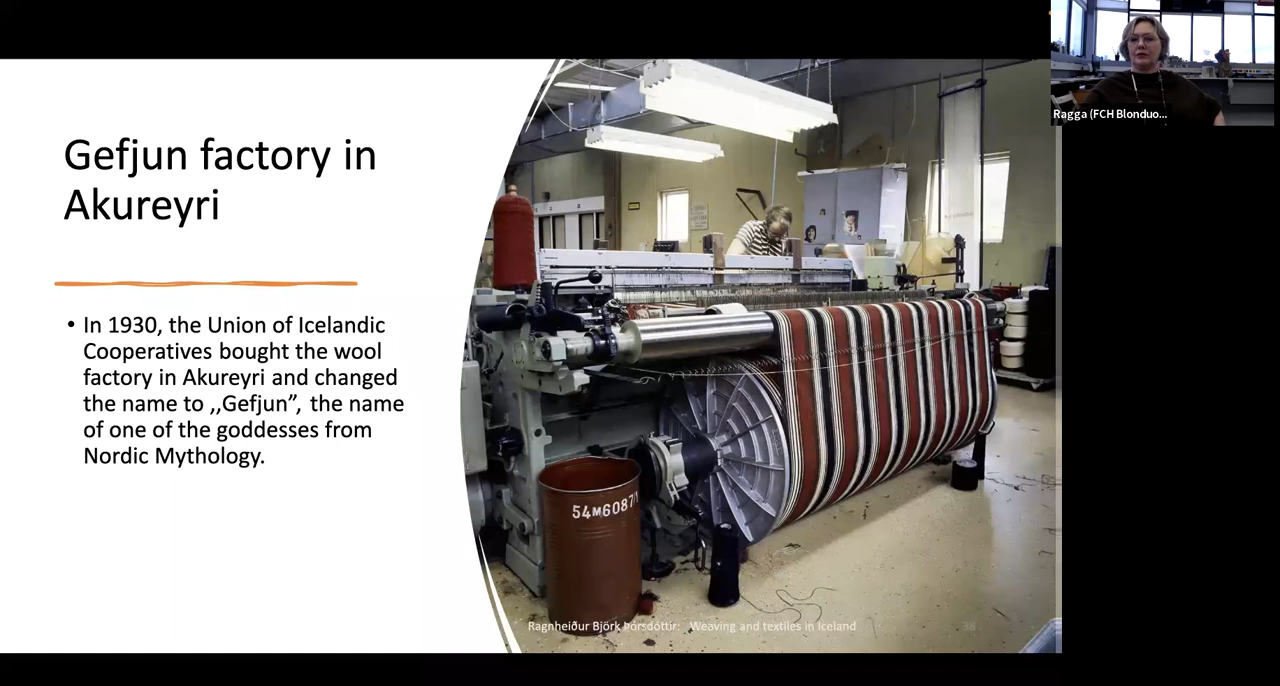 Gefjun factory in
Akureyri
• In 1930, the Union of Icelandic
Cooperatives bought the wool
factory in Akureyri and changed
the name to ,,Gefjun”, the name
of one of the goddesses from
Nordic Mythology.
54M6087/1
Ragnheiður Björk Þórsdóttir: Weaving and textiles in Iceland
38
Ragga (FCH Blonduo...